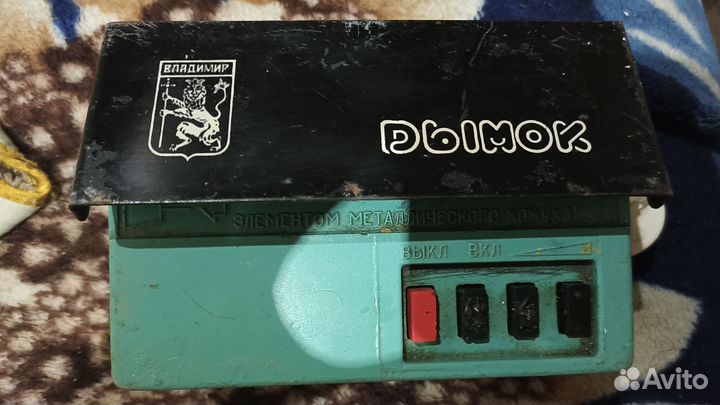 ВЛАДИМИР
ДЫМОК
ЭЛЕМЕНТОМ МЕТАЛЛИЧЕСКОГО КОЖУХА!
ВЫКЛ ВКЛ
Avito